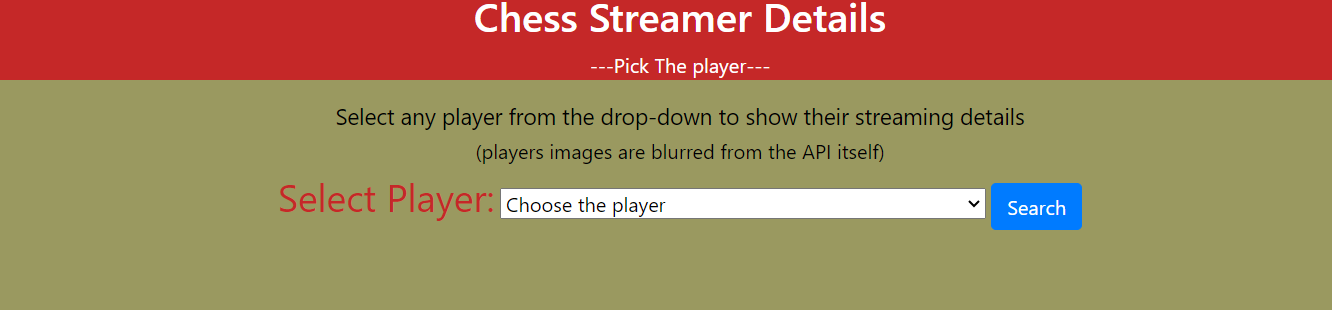 Chess Streamer Details
---Pick The player---
Select any player from the drop-down to show their streaming details
(players images are blurred from the API itself)
Select Player: Choose the player Search